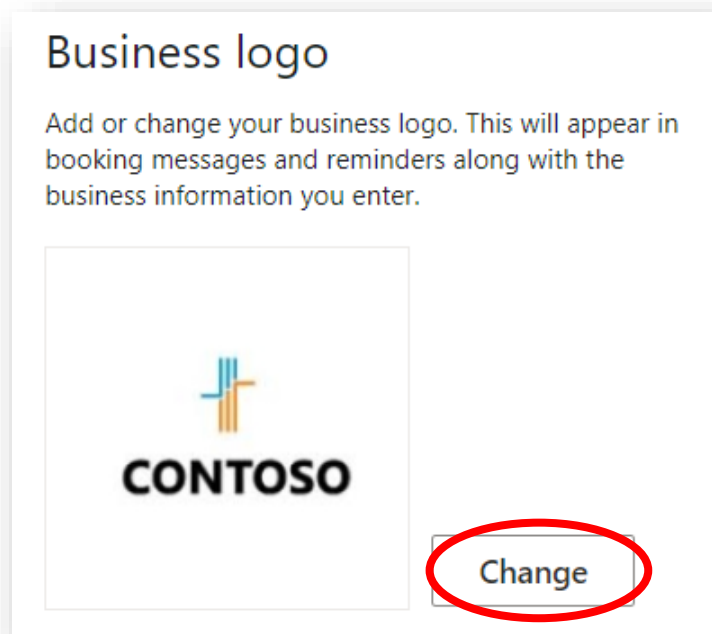 Business logo
Add or change your business logo. This will appear in
booking messages and reminders along with the
business information you enter.
CONTOSO
Change